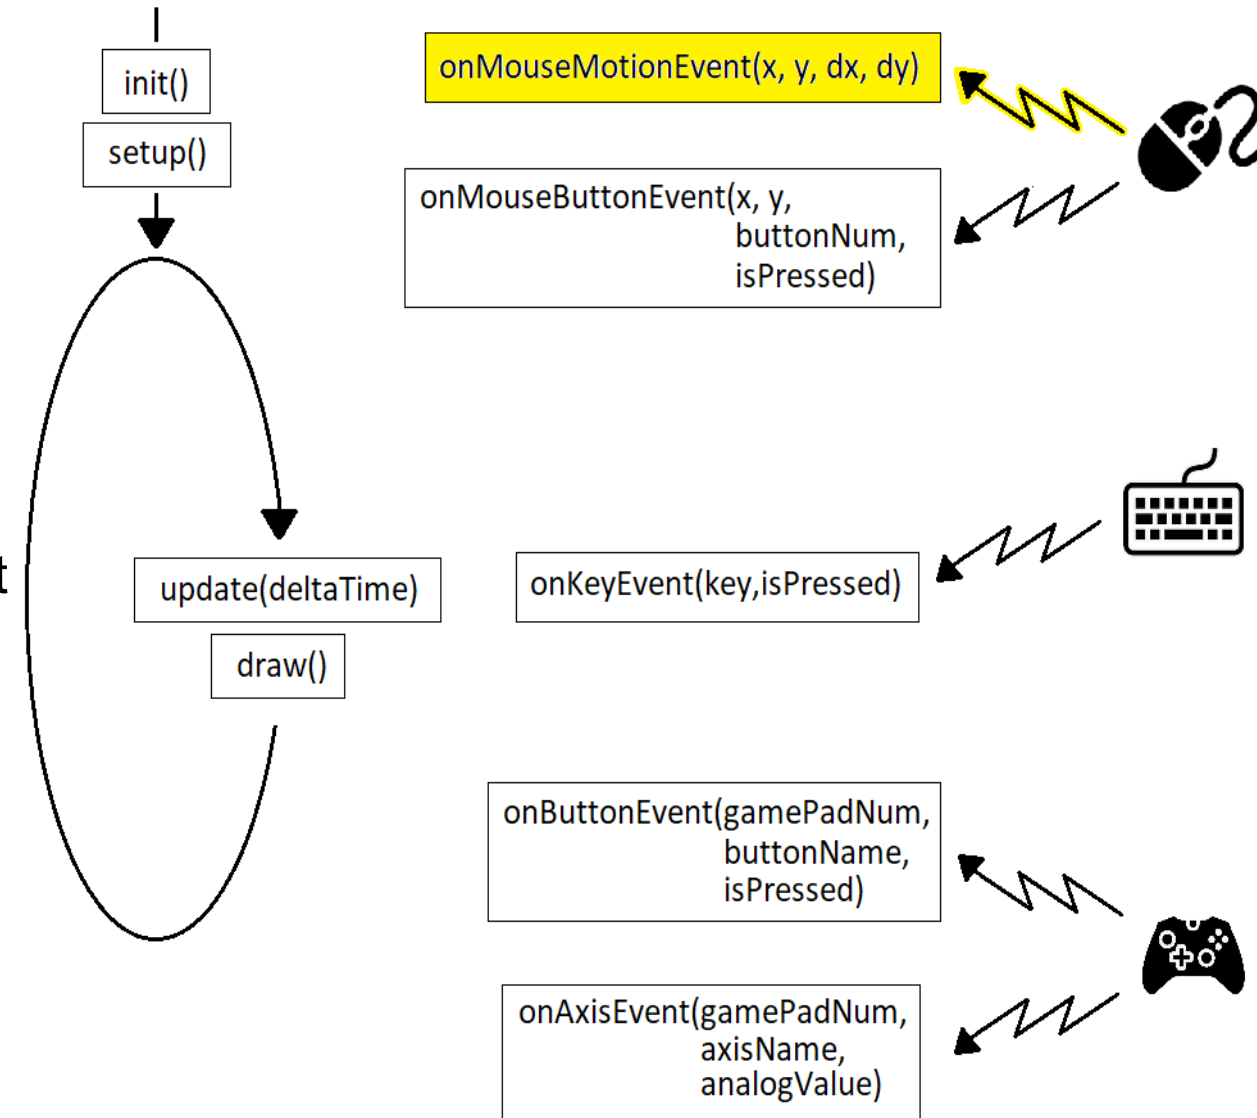 init()
setup()
onMouseMotionEvent(x, y, dx, dy)
onMouseButtonEvent(x, y,
buttonNum,
isPressed)
t
update(deltaTime)
draw()
onKeyEvent(key,isPressed)
onButtonEvent(gamePadNum,
buttonName,
isPressed)
onAxisEvent(gamePadNum,
axisName,
analogValue)